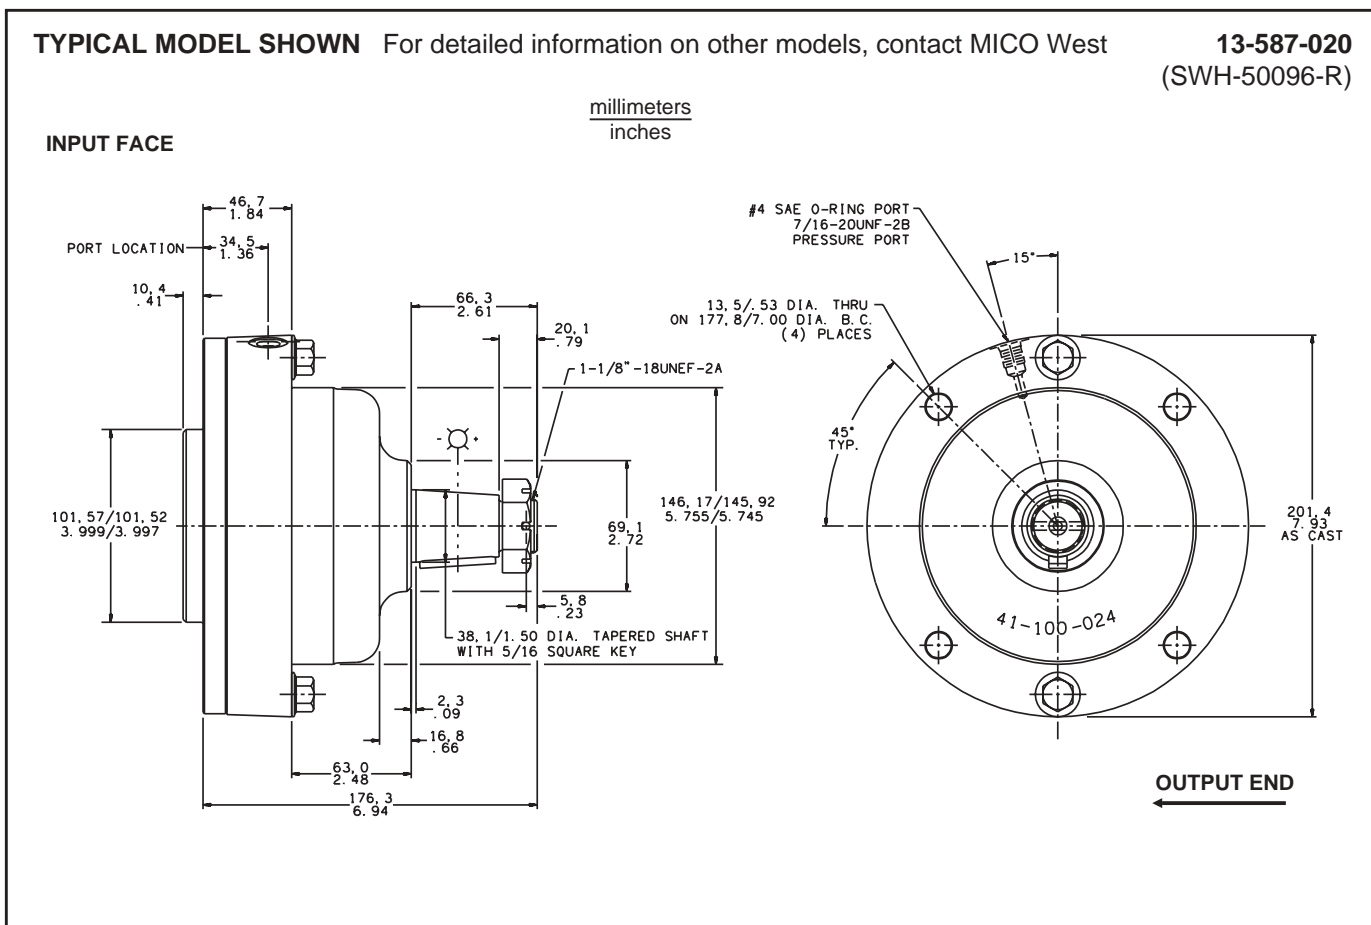 TYPICAL MODEL SHOWN For detailed information on other models, contact MICO West
13-587-020
(SWH-50096-R)
millimeters
inches
INPUT FACE
46,7
1.84
PORT LOCATION
34,5
1.36
10,4
.41
66,3
2.61
20,1
.79
1-1/8"-18UNEF-2A
101,57/101,52
3.999/3.997
146,17/145,92
5.755/5.745
69,1
2.72
5,8
.23
38,1/1.50 DIA. TAPERED SHAFT
WITH 5/16 SQUARE KEY
2,3
.09
16,8
.66
63,0
2.48
176,3
6.94
#4 SAE O-RING PORT
7/16-20UNF-2B
PRESSURE PORT
15°
13,5/.53 DIA. THRU
ON 177,8/7.00 DIA. B.C.
(4) PLACES
45°
TYP.
201,4
7.93
AS CAST
41-100-024
OUTPUT END